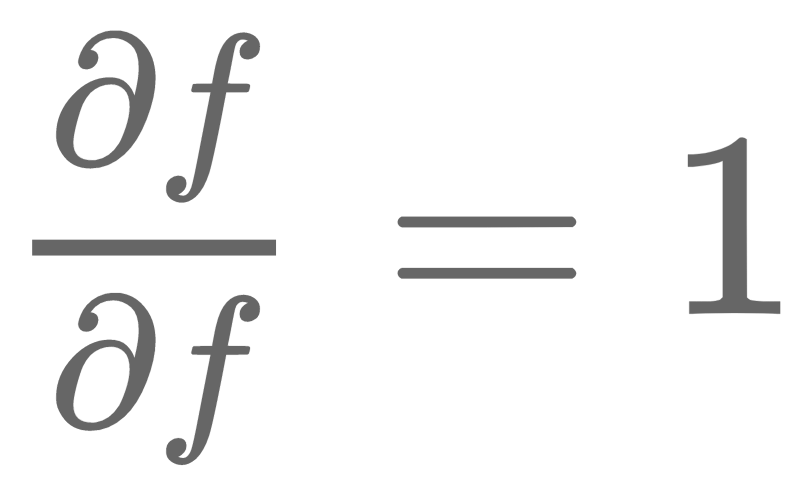 ∂f/∂f = 1